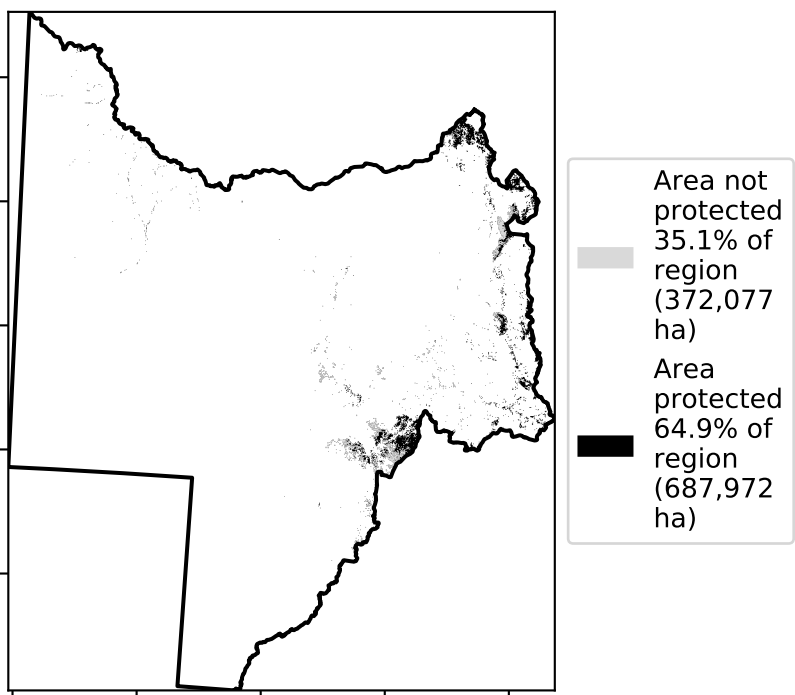 Area not
protected
35.1% of
region
(372,077
ha)
Area
protected
64.9% of
region
(687,972
ha)